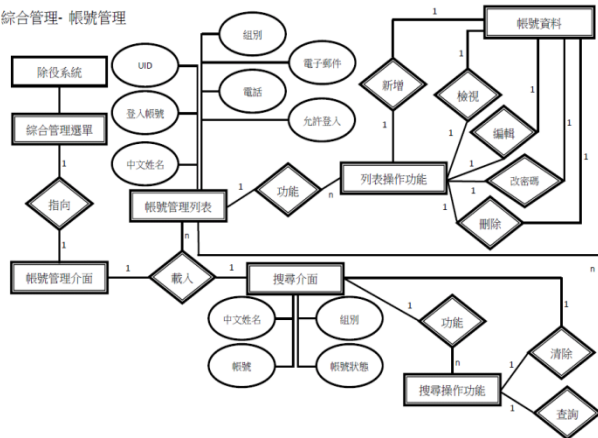 綜合管理- 帳號管理
組別
帳號資料
UID
電子郵件
除役系統
新增
1
1
1
1
1
電話
檢視
登入帳號
允許登入
綜合管理選單
1
編輯
1
1
中文姓名
1
功能
列表操作功能
1
改密碼
1
指向
1
n
1
帳號管理列表
刪除
1
n
帳號管理介面
1
載入
1
搜尋介面
n
中文姓名
組別
1
功能
1
清除
帳號
帳號狀態
n
1
搜尋操作功能
1
查詢